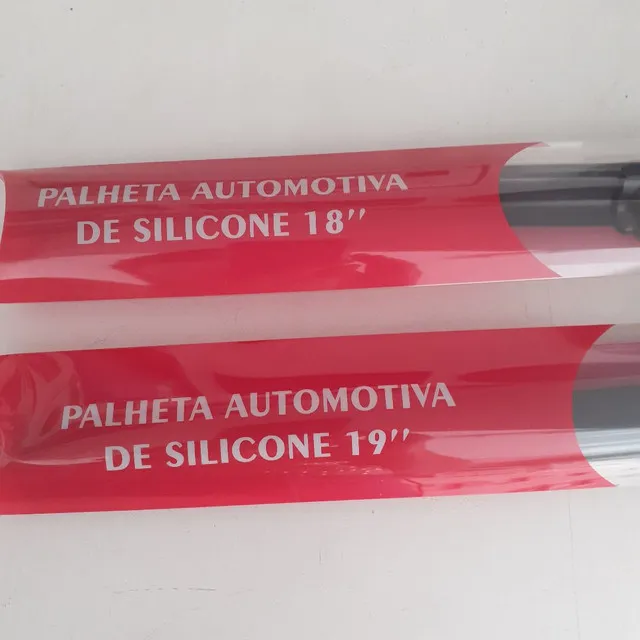 PALHETA AUTOMOTIVA
DE SILICONE 18''
PALHETA AUTOMOTIVA
DE SILICONE 19''